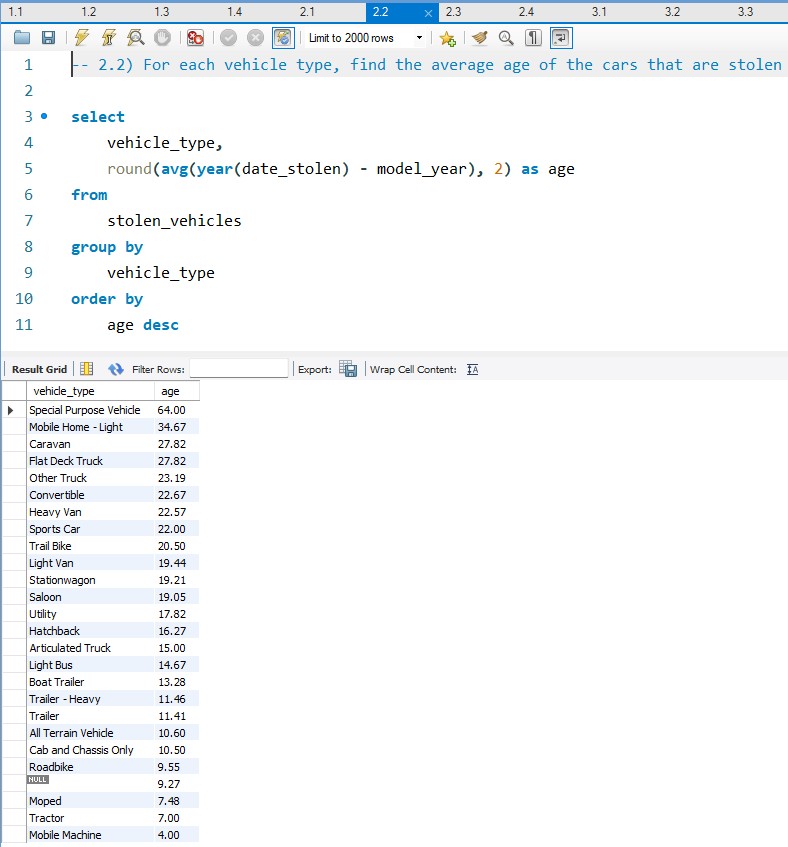 1.1 1.2 1.3 1.4 2.1 2.2 2.3 2.4 3.1 3.2 3.3
Limit to 2000 rows
1 -- 2.2) For each vehicle type, find the average age of the cars that are stolen
2
3 select
4 vehicle_type,
5 round(avg(year(date_stolen) - model_year), 2) as age
6 from
7 stolen_vehicles
8 group by
9 vehicle_type
10 order by
11 age desc
Result Grid Filter Rows: Export: Wrap Cell Content:
vehicle_type age
Special Purpose Vehicle 64.00
Mobile Home - Light 34.67
Caravan 27.82
Flat Deck Truck 27.82
Other Truck 23.19
Convertible 22.67
Heavy Van 22.57
Sports Car 22.00
Trail Bike 20.50
Light Van 19.44
Stationwagon 19.21
Saloon 19.05
Utility 17.82
Hatchback 16.27
Articulated Truck 15.00
Light Bus 14.67
Boat Trailer 13.28
Trailer - Heavy 11.46
Trailer 11.41
All Terrain Vehicle 10.60
Cab and Chassis Only 10.50
Roadbike 9.55
NULL 9.27
Moped 7.48
Tractor 7.00
Mobile Machine 4.00